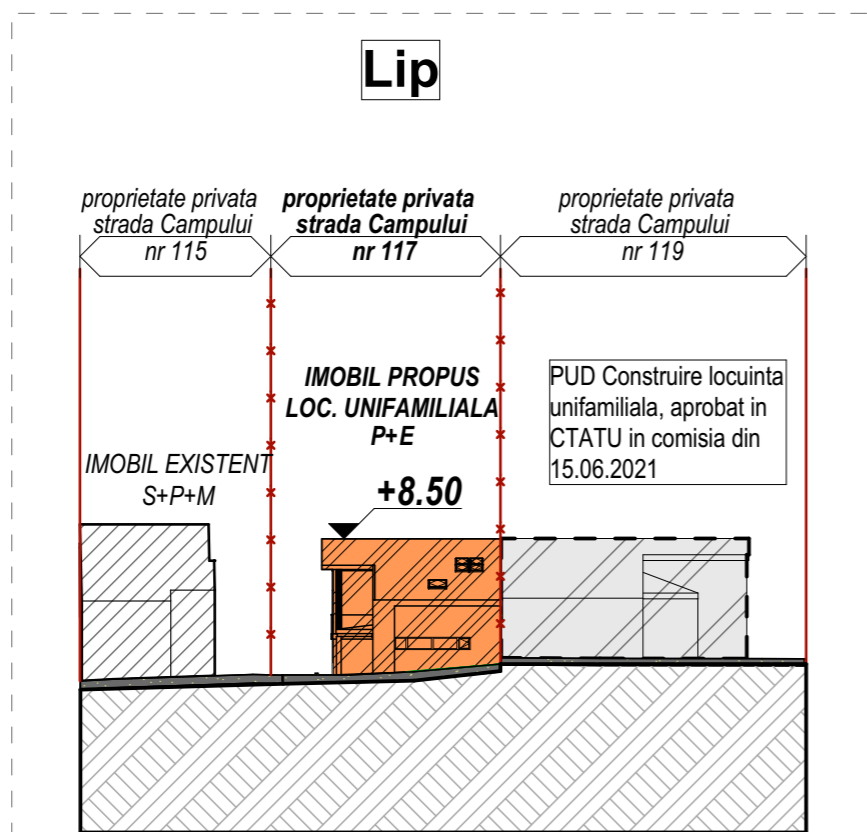 Lip
proprietate privata
strada Campului
nr 115
proprietate privata
strada Campului
nr 117
proprietate privata
strada Campului
nr 119
IMOBIL EXISTENT
S+P+M
IMOBIL PROPUS
LOC. UNIFAMILIALA
P+E
+8.50
PUD Construire locuinta
unifamiliala, aprobat in
CTATU in comisia din
15.06.2021